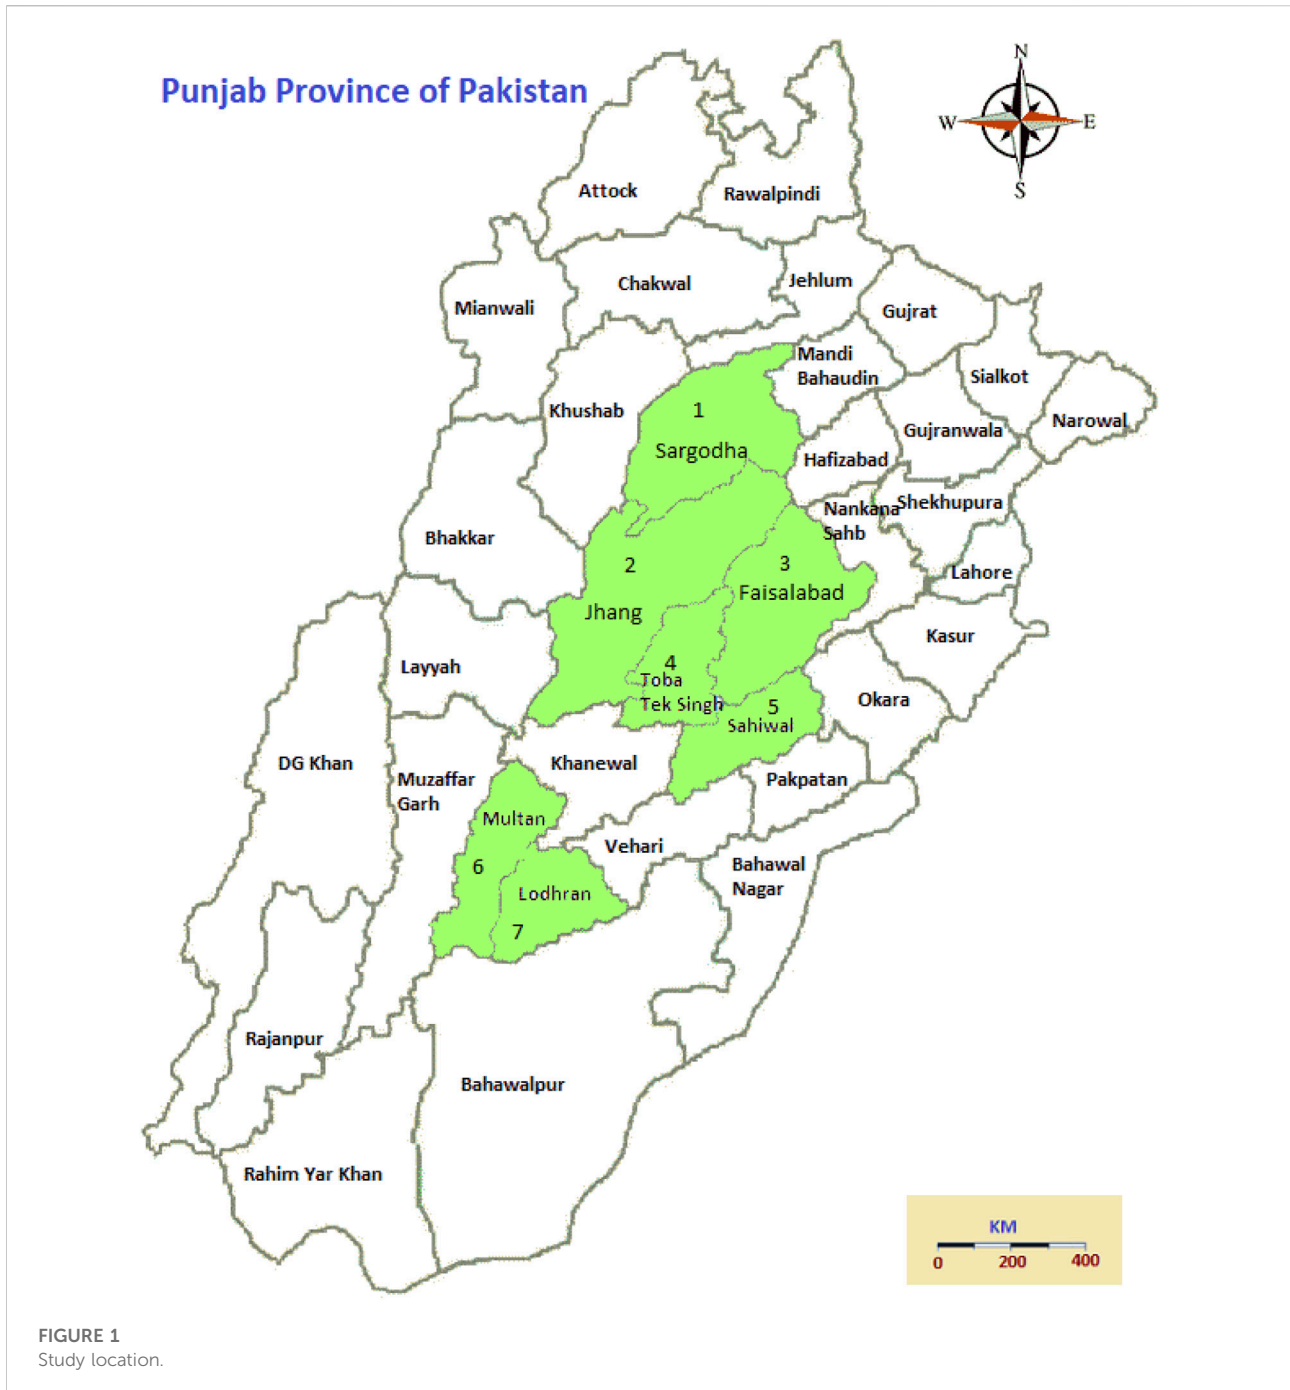 Punjab Province of Pakistan
N
W
E
S
Attock
Rawalpindi
Chakwal
Jehlum
Mianwali
Gujrat
Mandi
Bahaudin
Sialkot
Khushab
1
Sargodha
Gujranwala
Narowal
Hafizabad
Nankana
Sahb
Shekhupura
Bhakkar
2
Jhang
3
Faisalabad
Lahore
Kasur
Layyah
4
Toba
Tek Singh
5
Sahiwal
Okara
DG Khan
Muzaffar
Garh
Khanewal
Pakpatan
Multan
6
Vehari
Bahawal
Nagar
Lodhran
7
Rajanpur
Bahawalpur
Rahim Yar Khan
KM
0 200 400
FIGURE 1
Study location.